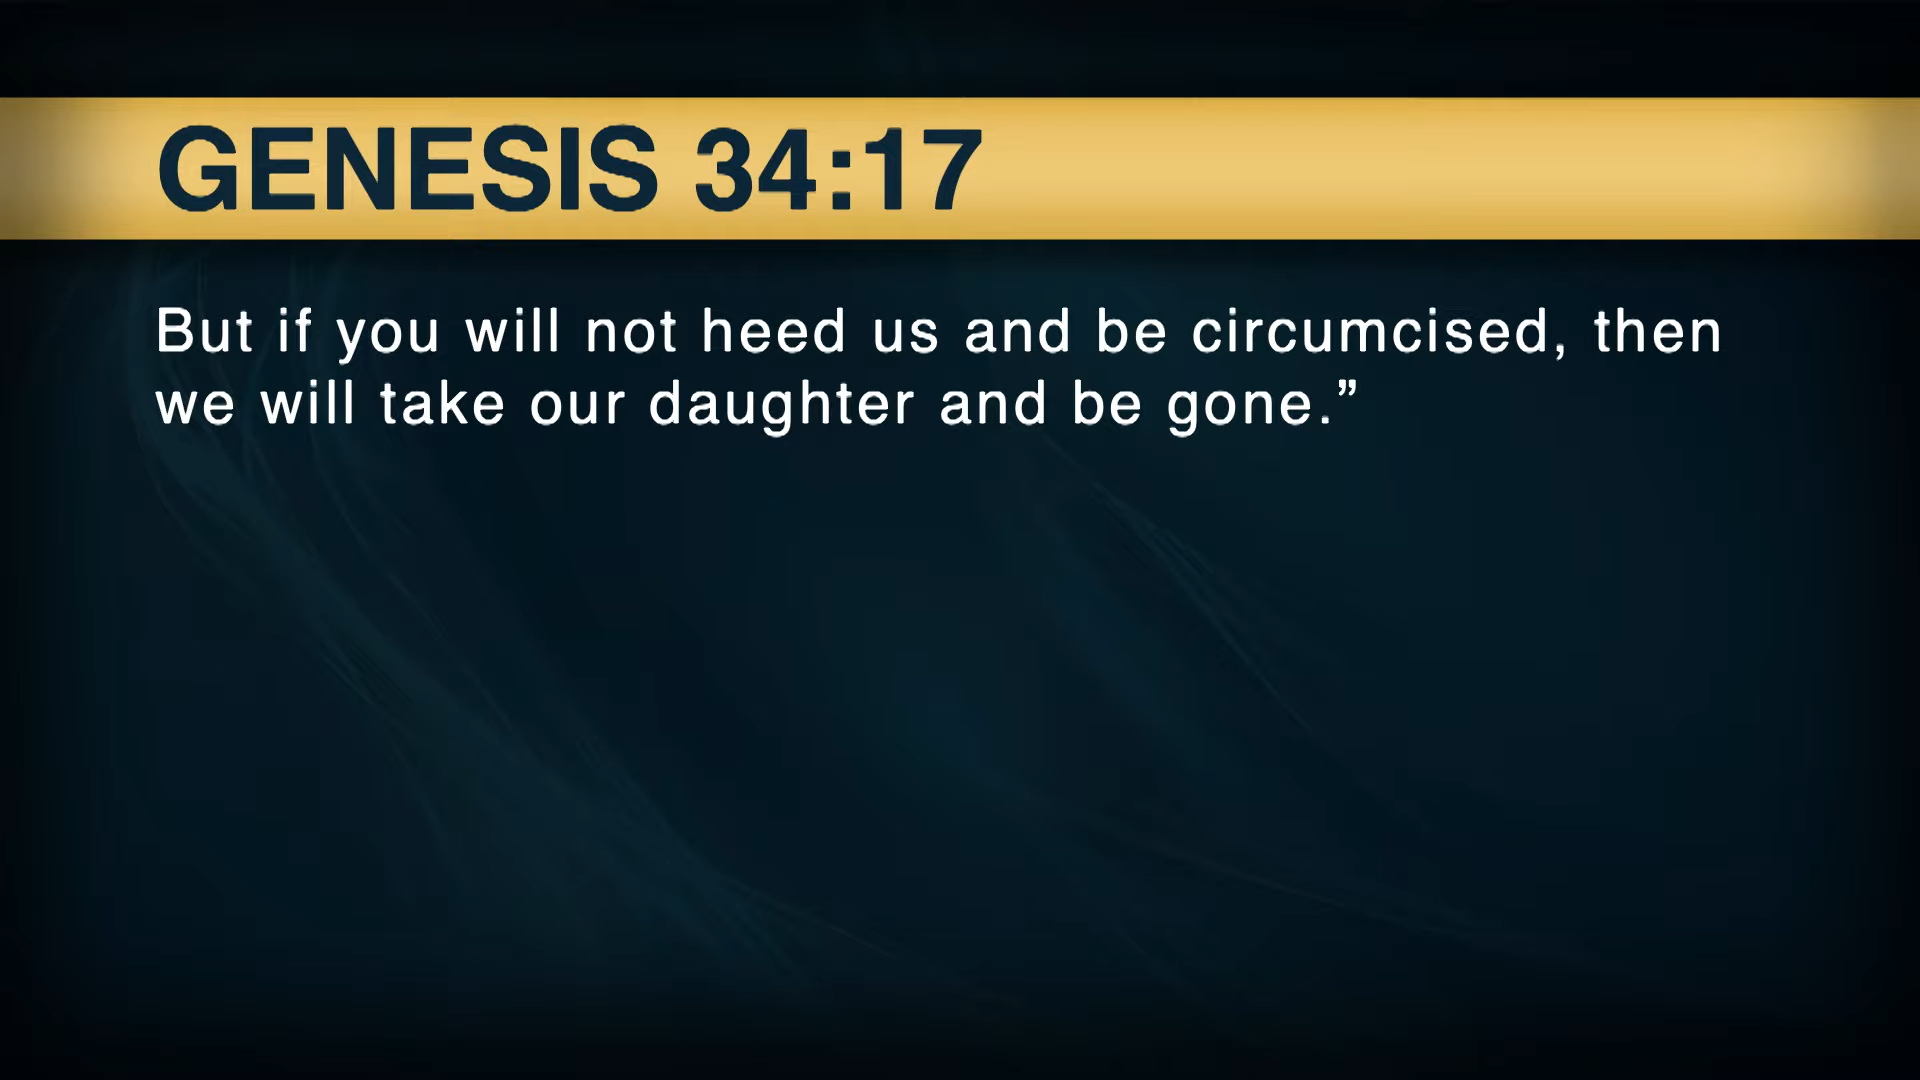 GENESIS 34:17
But if you will not heed us and be circumcised, then
we will take our daughter and be gone.”